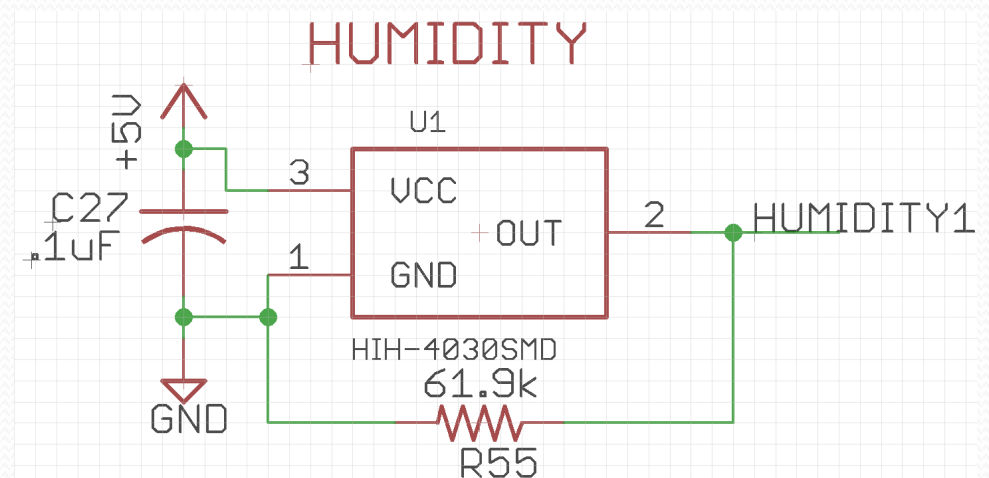 HUMIDITY
+5V
U1
3
VCC
C27
.1uF
OUT
2
HUMIDITY1
1
GND
HIH-4030SMD
61.9k
GND
R55